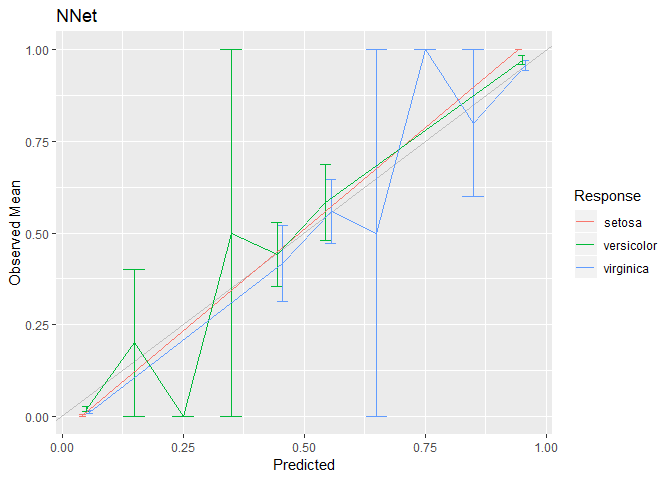 NNet
1.00
0.75
0.50
0.25
0.00
Observed Mean
0.00 0.25 0.50 0.75 1.00
Predicted
Response
setosa
versicolor
virginica